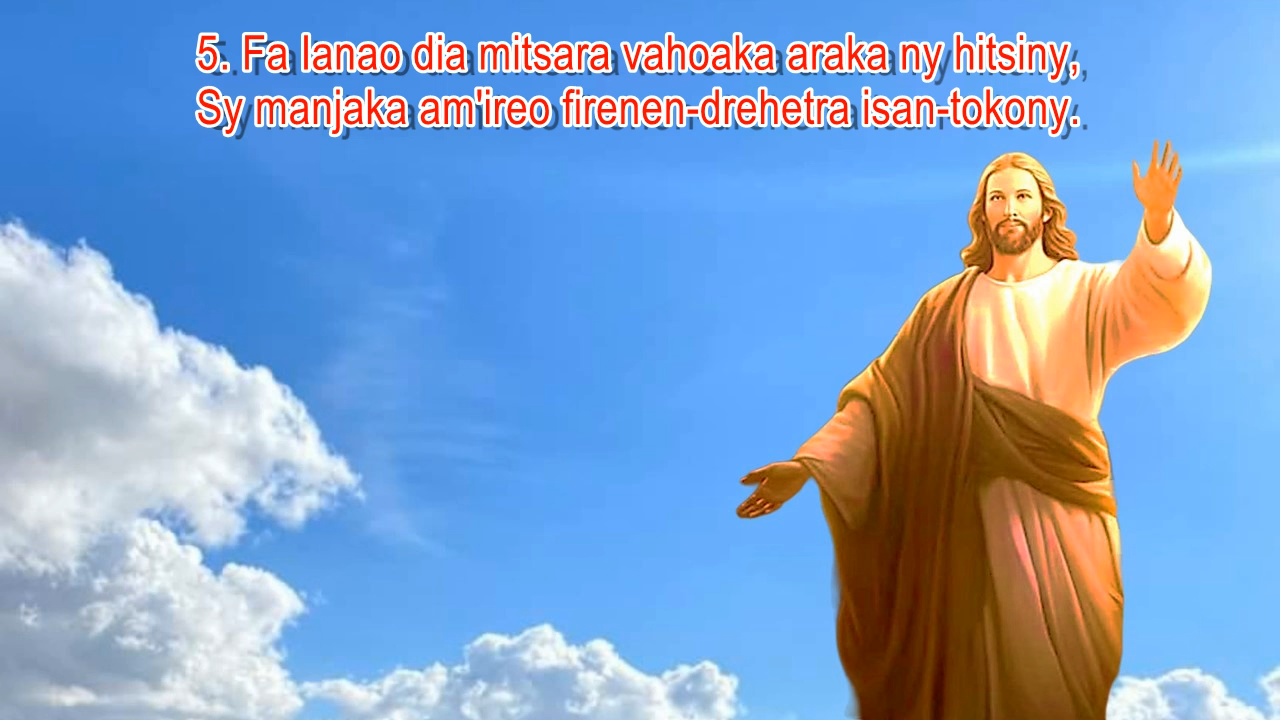 5. Fa Ianao dia mitsara vahoaka araka ny hitsiny,
Sy manjaka am'ireo firenen-drehetra isan-tokony.